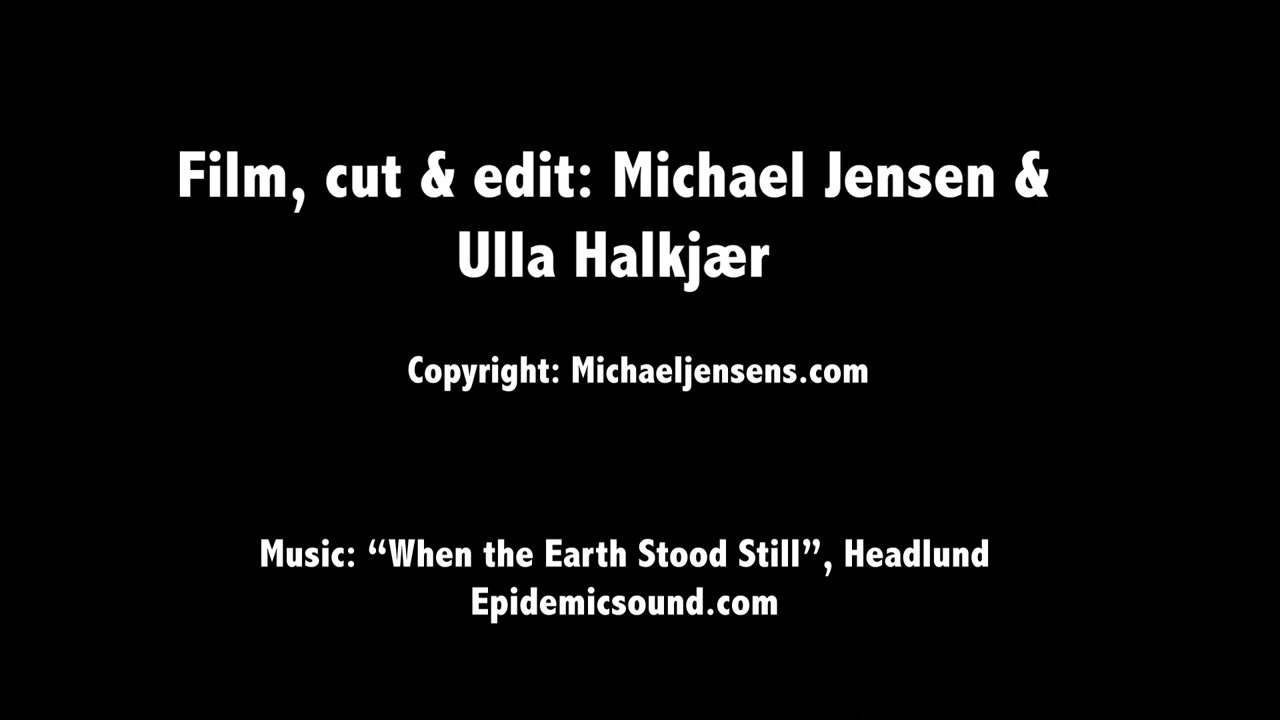 Film, cut & edit: Michael Jensen &
Ulla Halkjær
Copyright: Michaeljensens.com
Music: “When the Earth Stood Still”, Headlund
Epidemicsound.com